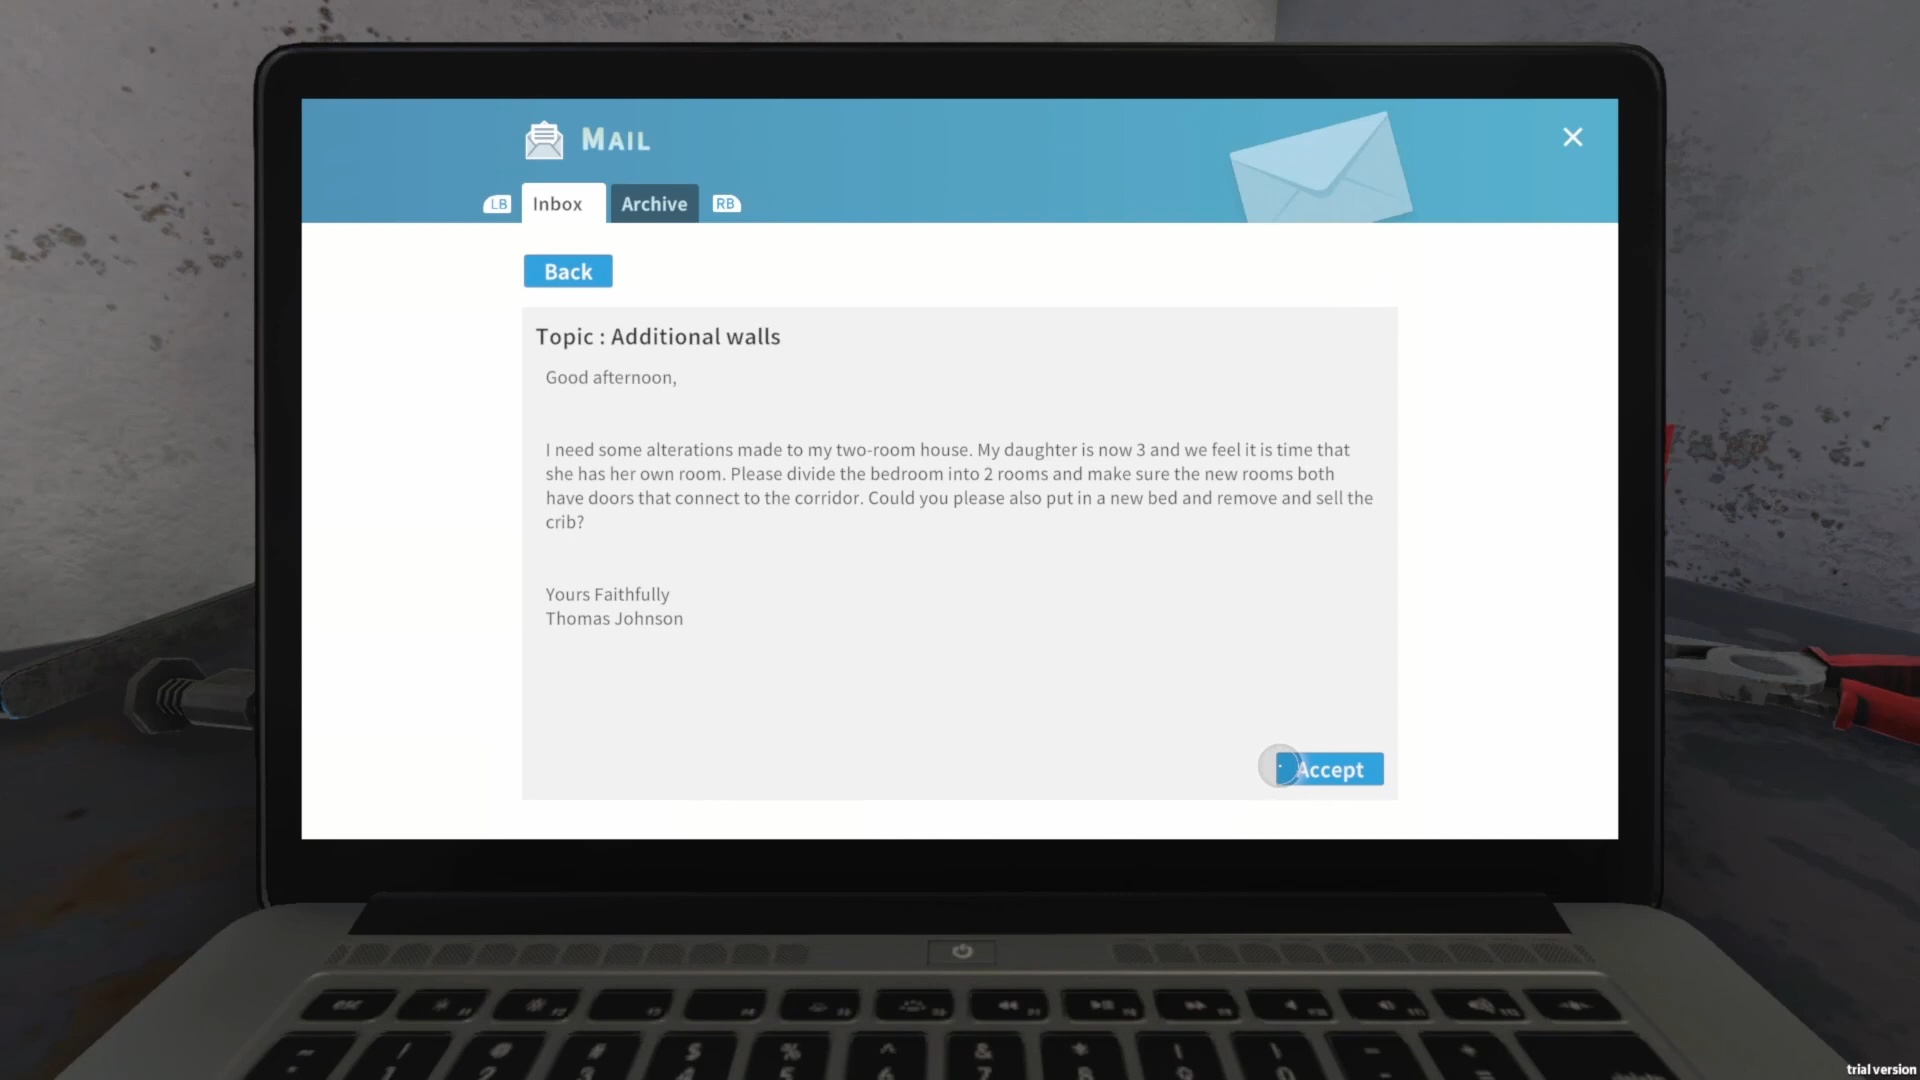 MAIL
LB Inbox Archive RB
Back
Topic : Additional walls
Good afternoon,
I need some alterations made to my two-room house. My daughter is now 3 and we feel it is time that
she has her own room. Please divide the bedroom into 2 rooms and make sure the new rooms both
have doors that connect to the corridor. Could you please also put in a new bed and remove and sell the
crib?
Yours Faithfully
Thomas Johnson
Accept
esc
trial version